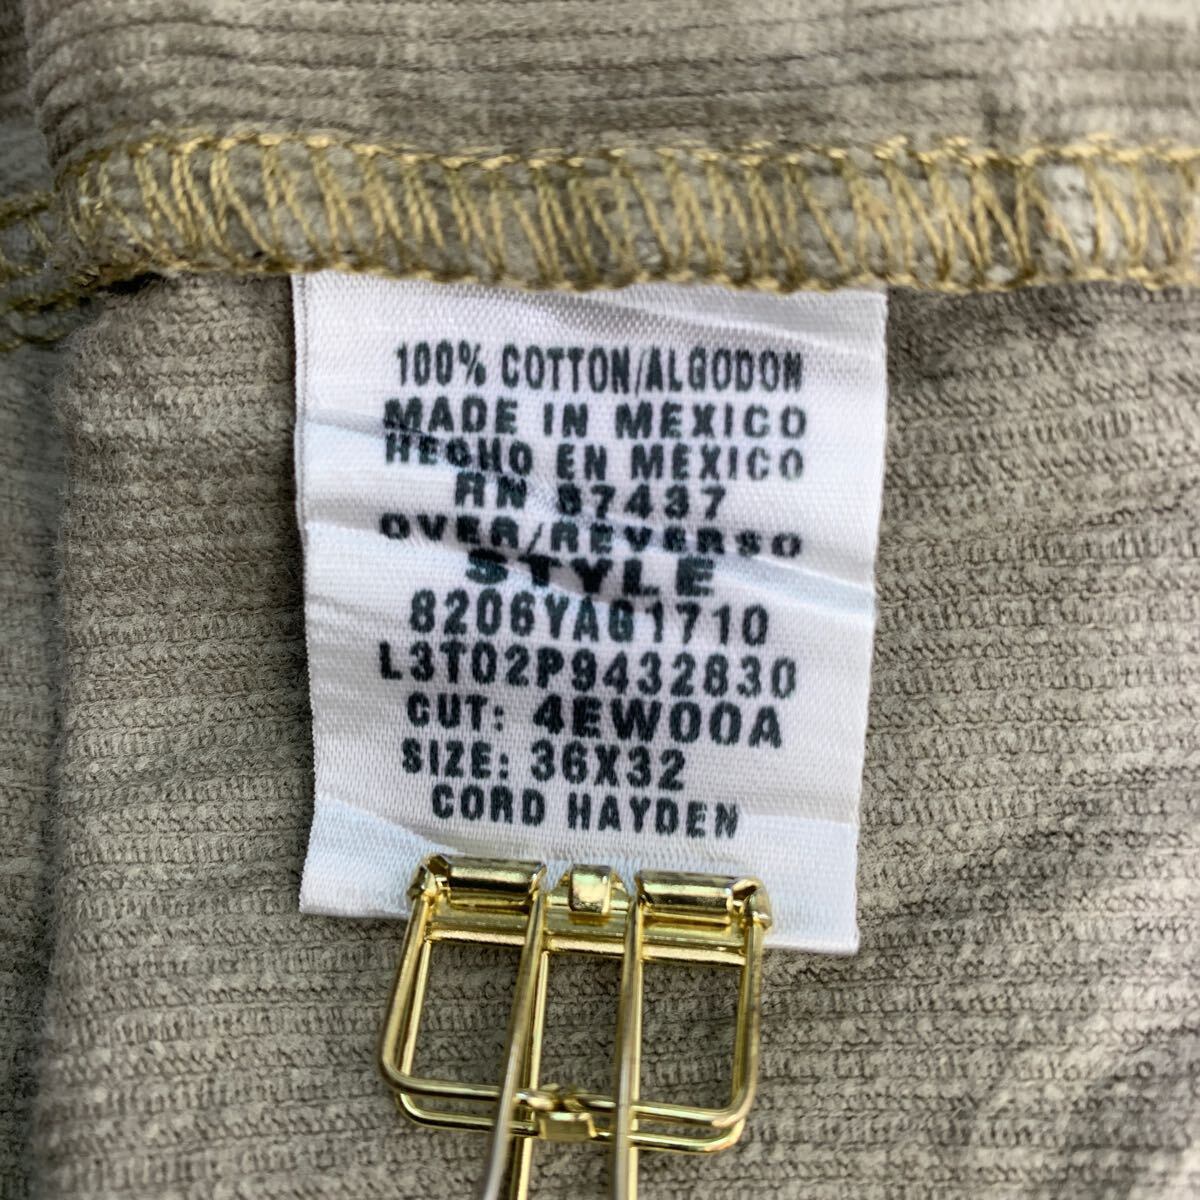 100% COTTON/ALGODON
MADE IN MEXICO
HECHO EN MEXICO
RN 87437
OVER/REVERSO
STYLE
8206YAG1710
L3T02P9432830
CUT: 4EW00A
SIZE: 36X32
CORD HAYDEN